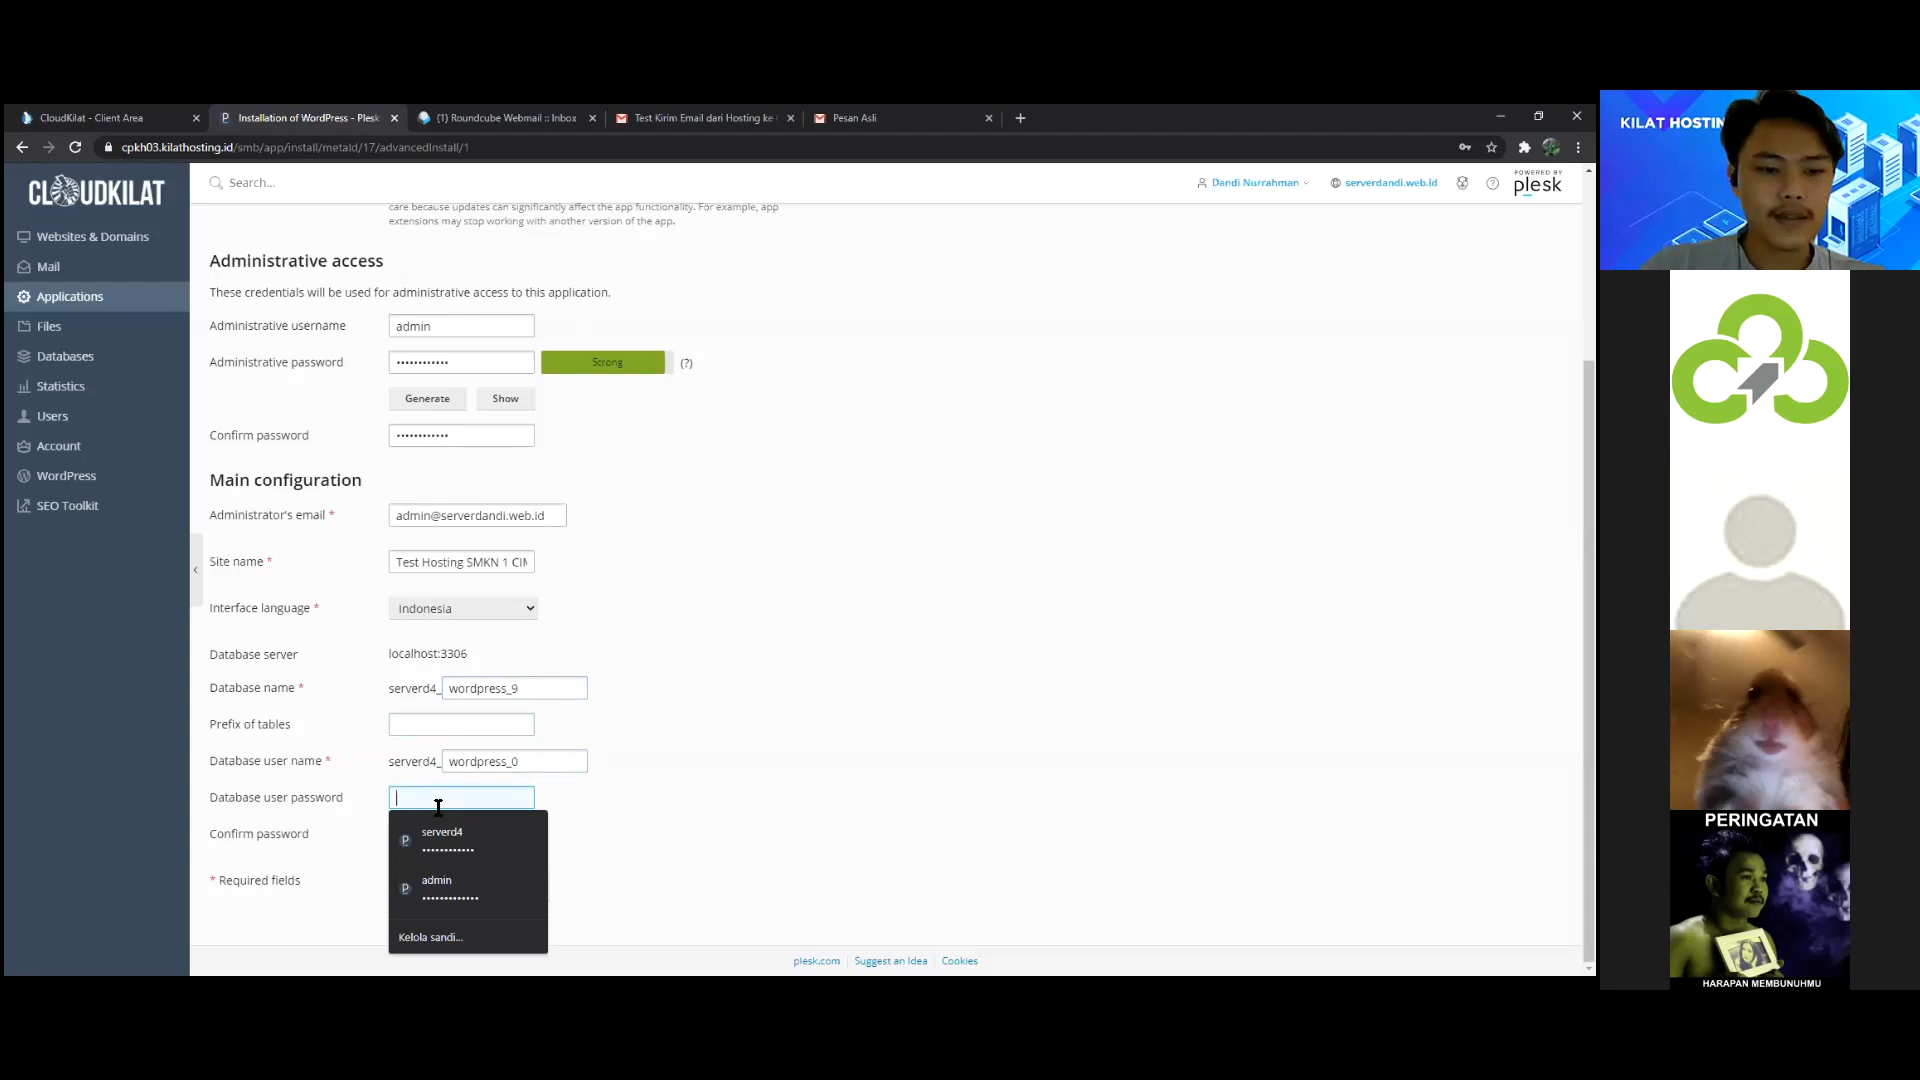 CloudKilat - Client Area
Installation of WordPress - Plesk
(1) Roundcube Webmail :: Inbox
Test Kirim Email dari Hosting ke
Pesan Asli
cpkh03.kilathosting.id/smb/app/install/metaId/17/advancedInstall/1
CLOUDKILAT
Search...
Dandi Nurrahman
serverdandi.web.id
POWERED BY
plesk
Websites & Domains
Mail
Applications
Files
Databases
Statistics
Users
Account
WordPress
SEO Toolkit
care because updates can significantly affect the app functionality. For example, app
extensions may stop working with another version of the app.
Administrative access
These credentials will be used for administrative access to this application.
Administrative username
admin
Administrative password
••••••••••••
Strong
(?)
Generate
Show
Confirm password
••••••••••••
Main configuration
Administrator's email *
admin@serverdandi.web.id
Site name *
Test Hosting SMKN 1 CIM
Interface language *
Indonesia
Database server
localhost:3306
Database name *
serverd4_
wordpress_9
Prefix of tables
Database user name *
serverd4_
wordpress_0
Database user password
Confirm password
serverd4
••••••••••••
admin
•••••••••••••
Kelola sandi...
* Required fields
plesk.com
Suggest an Idea
Cookies
KILAT HOSTIN
PERINGATAN
HARAPAN MEMBUNUHMU